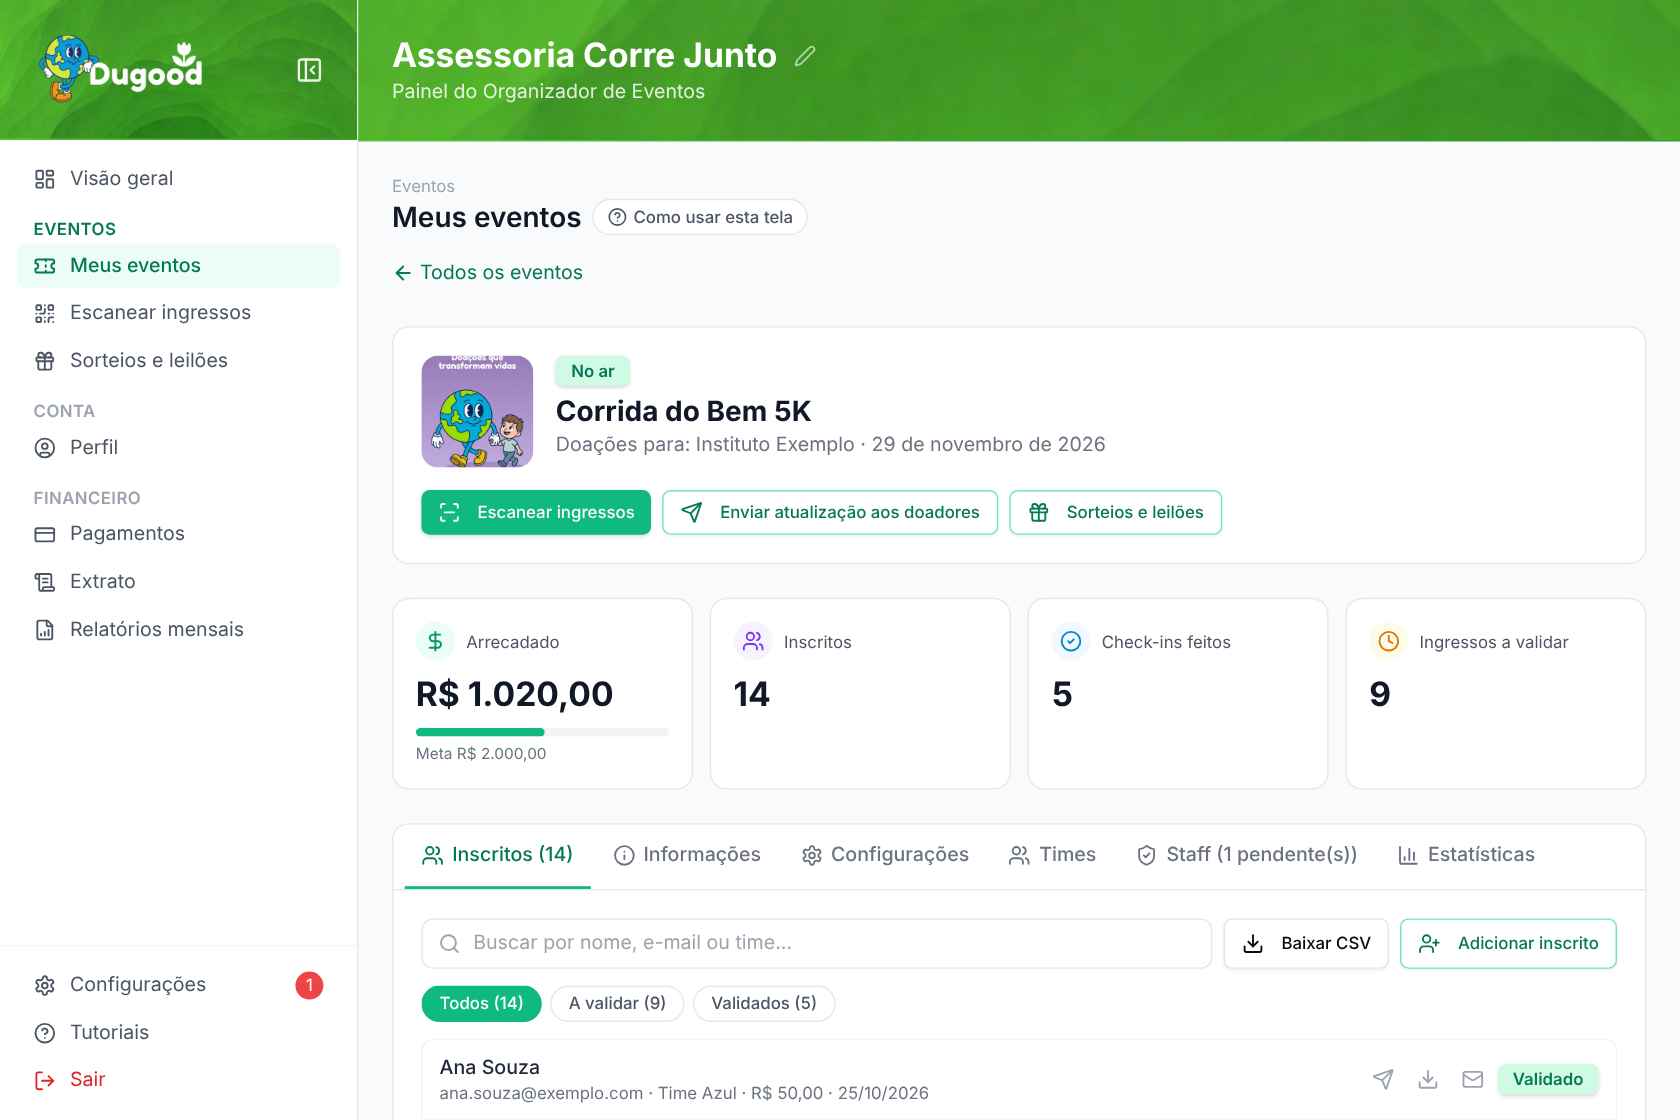 Dugood
Assessoria Corre Junto
Painel do Organizador de Eventos
Visão geral
EVENTOS
Meus eventos
Escanear ingressos
Sorteios e leilões
CONTA
Perfil
FINANCEIRO
Pagamentos
Extrato
Relatórios mensais
Configurações
1
Tutoriais
Sair
Eventos
Meus eventos
Como usar esta tela
Todos os eventos
Doações que
transformam vidas
No ar
Corrida do Bem 5K
Doações para: Instituto Exemplo · 29 de novembro de 2026
Escanear ingressos
Enviar atualização aos doadores
Sorteios e leilões
Arrecadado
R$ 1.020,00
Meta R$ 2.000,00
Inscritos
14
Check-ins feitos
5
Ingressos a validar
9
Inscritos (14)
Informações
Configurações
Times
Staff (1 pendente(s))
Estatísticas
Buscar por nome, e-mail ou time...
Baixar CSV
Adicionar inscrito
Todos (14)
A validar (9)
Validados (5)
Ana Souza
ana.souza@exemplo.com · Time Azul · R$ 50,00 · 25/10/2026
Validado